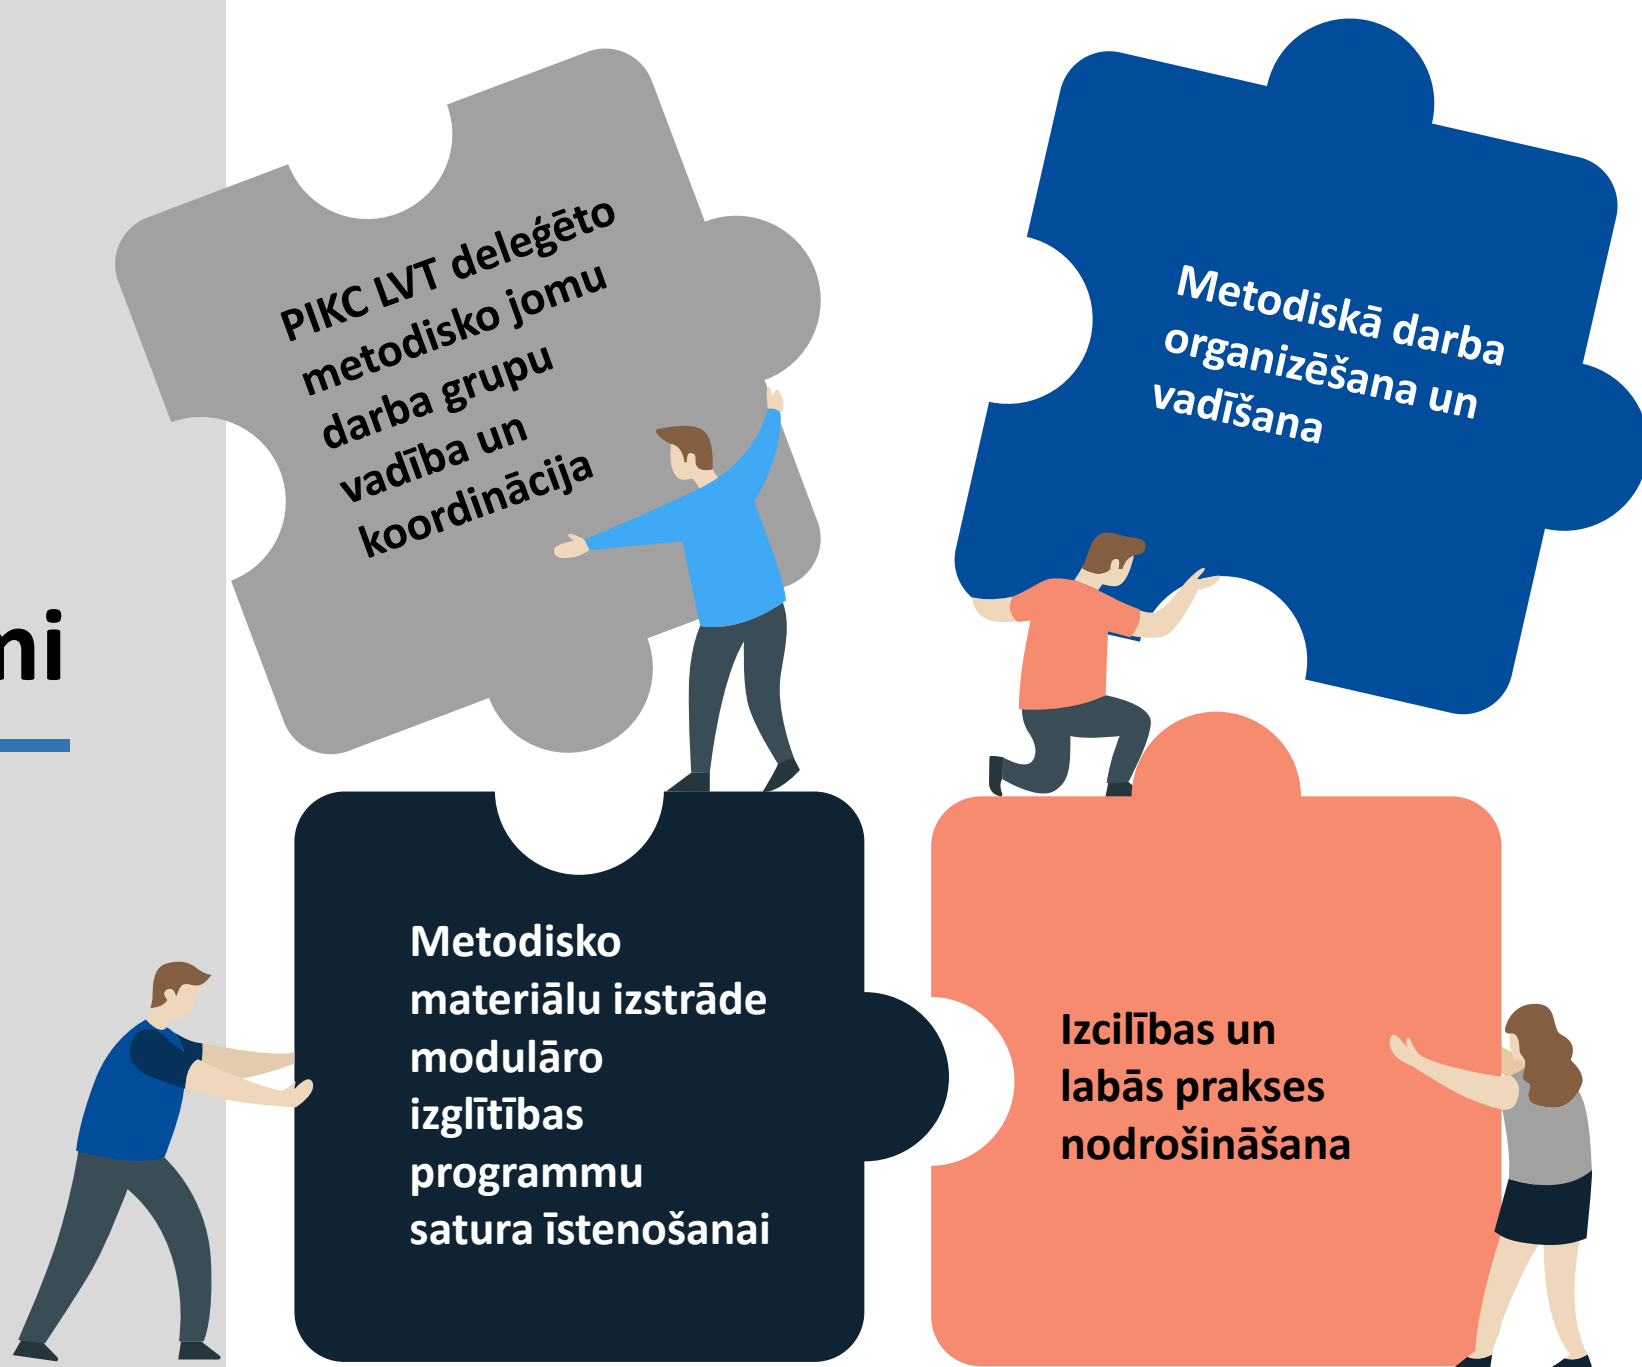 PIKC LVT deleģēto
metodisko jomu
darba grupu
vadība un
koordinācija
Metodiskā darba
organizēšana un
vadīšana
Metodisko
materiālu izstrāde
modulāro
izglītības
programmu
satura īstenošanai
Izcilības un
labās prakses
nodrošināšana